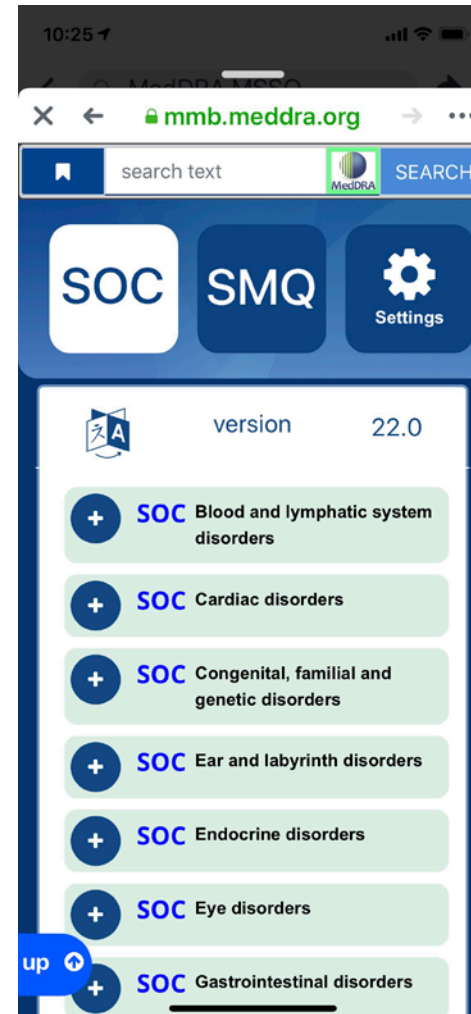 10:25
MedDRA MSSO
mmb.meddra.org
search text
MedDRA
SEARCH
SOC
SMQ
Settings
A
version
22.0
SOC Blood and lymphatic system
disorders
SOC Cardiac disorders
SOC Congenital, familial and
genetic disorders
SOC Ear and labyrinth disorders
SOC Endocrine disorders
SOC Eye disorders
up
SOC Gastrointestinal disorders